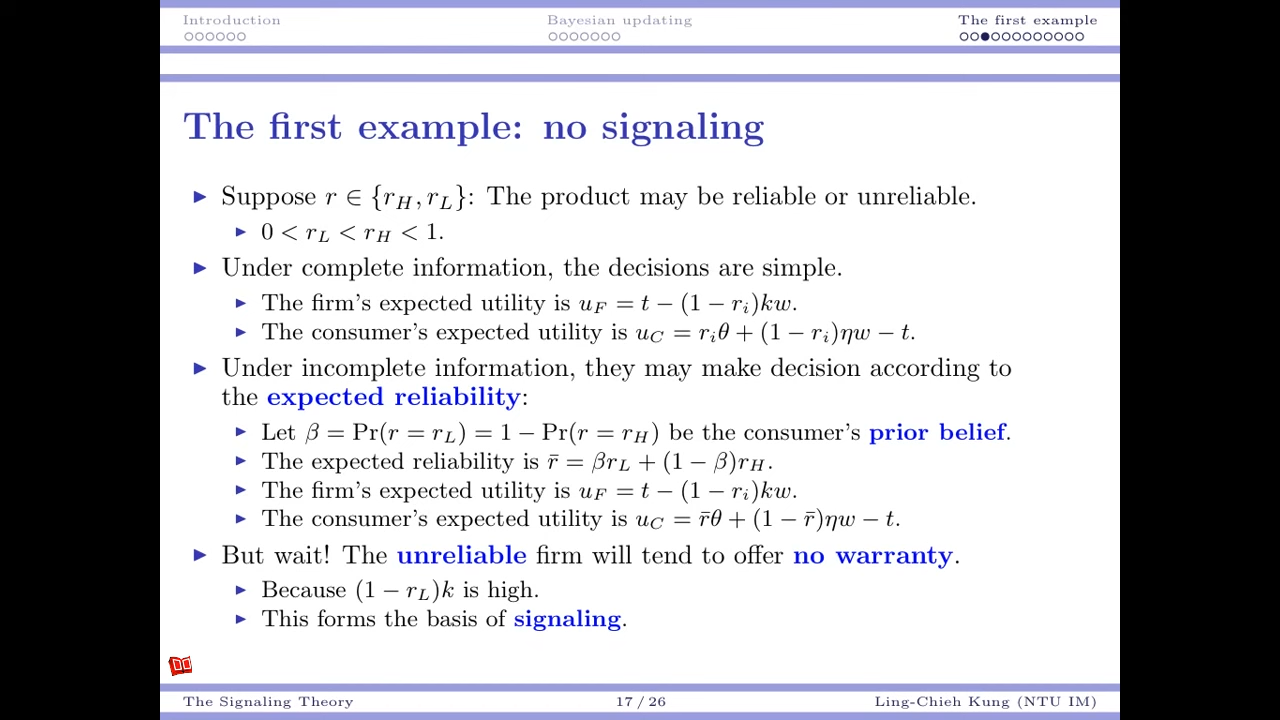 Introduction
Bayesian updating
The first example
The first example: no signaling
▶ Suppose r ∈ {r_H, r_L}: The product may be reliable or unreliable.
▶ 0 < r_L < r_H < 1.
▶ Under complete information, the decisions are simple.
▶ The firm's expected utility is u_F = t − (1 − r_i)kw.
▶ The consumer's expected utility is u_C = r_iθ + (1 − r_i)ηw − t.
▶ Under incomplete information, they may make decision according to
the expected reliability:
▶ Let β = Pr(r = r_L) = 1 − Pr(r = r_H) be the consumer's prior belief.
▶ The expected reliability is r̄ = βr_L + (1 − β)r_H.
▶ The firm's expected utility is u_F = t − (1 − r_i)kw.
▶ The consumer's expected utility is u_C = r̄θ + (1 − r̄)ηw − t.
▶ But wait! The unreliable firm will tend to offer no warranty.
▶ Because (1 − r_L)k is high.
▶ This forms the basis of signaling.
The Signaling Theory
17 / 26
Ling-Chieh Kung (NTU IM)